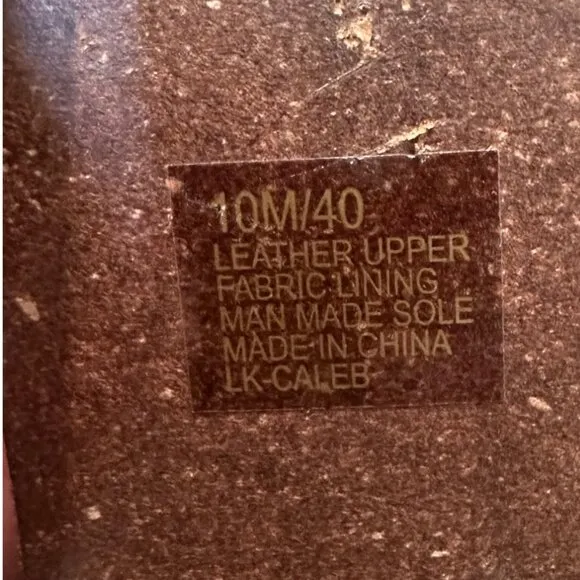 10M/40
LEATHER UPPER
FABRIC LINING
MAN MADE SOLE
MADE IN CHINA
LK-CALEB